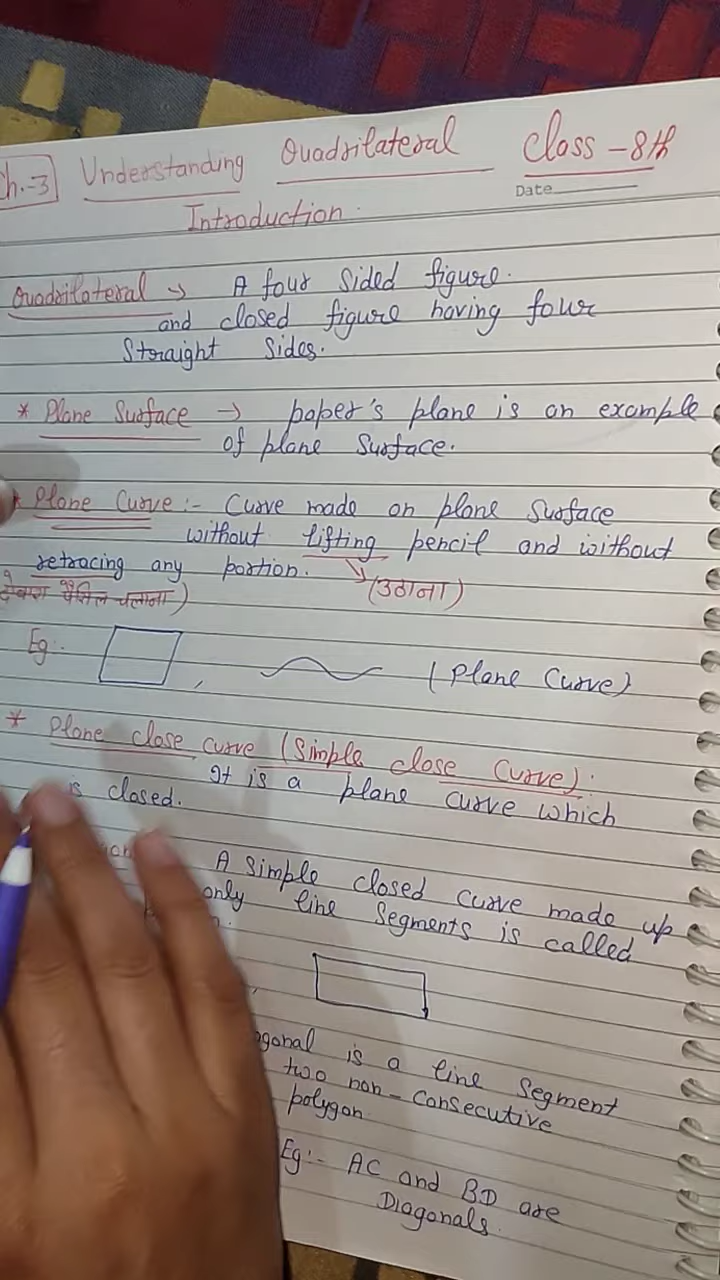 Ch.-3 Understanding Quadrilateral Class-8th
Date
Introduction
Quadrilateral → A four sided figure.
and closed figure having four
Straight Sides.
* Plane Surface → paper's plane is an example
of plane Surface.
* Plane Curve :- Curve made on plane Surface
without lifting pencil and without
retracing any portion. (उठाना)
पेंसिल चलाना)
Eg:- , (Plane Curve)
* Plane close curve (Simple close Curve):
It is a plane curve which
is closed.
A Simple closed curve made up
only line Segments is called
is a line Segment
two non-consecutive
polygon.
Eg:- AC and BD are
Diagonals.